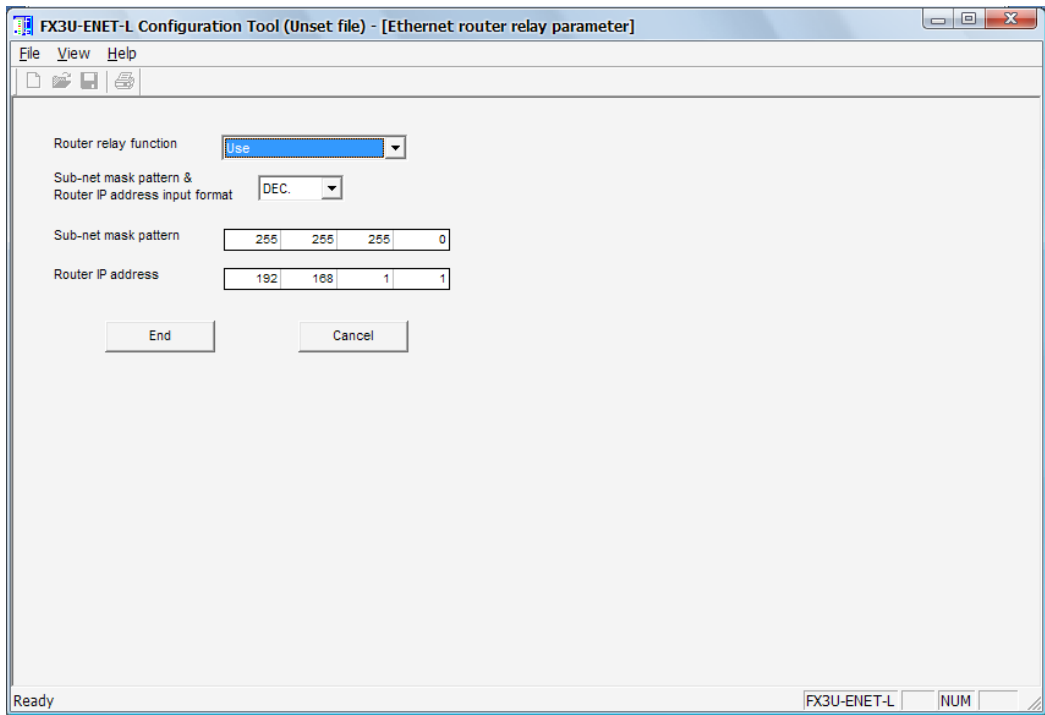 FX3U-ENET-L Configuration Tool (Unset file) - [Ethernet router relay parameter]
File View Help
Router relay function Use
Sub-net mask pattern &
Router IP address input format DEC.
Sub-net mask pattern 255 255 255 0
Router IP address 192 168 1 1
End Cancel
Ready FX3U-ENET-L NUM